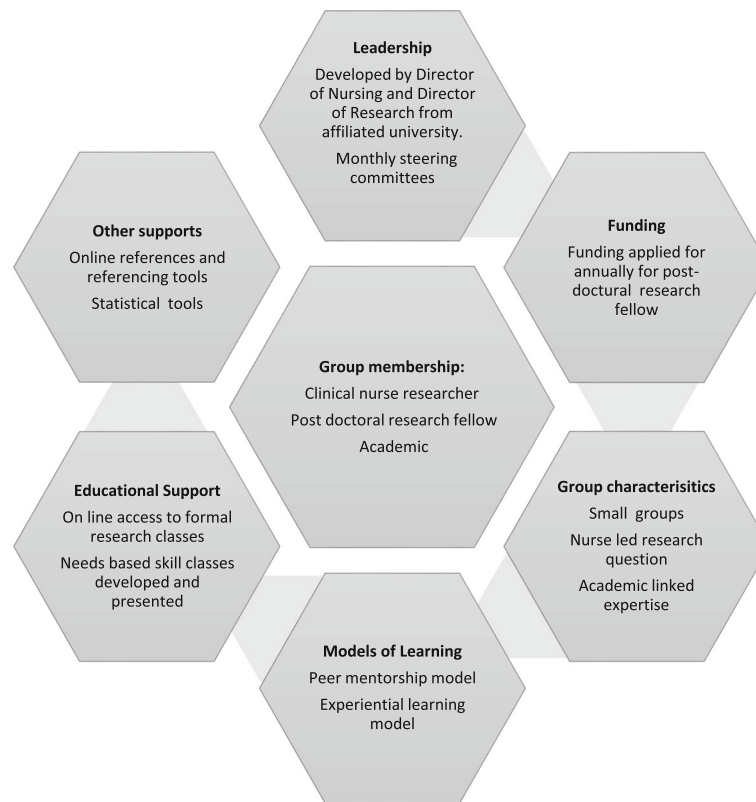 Leadership
Developed by Director
of Nursing and Director
of Research from
affiliated university.
Monthly steering
committees
Funding
Funding applied for
annually for post-
doctural research
fellow
Group characterisitics
Small groups
Nurse led research
question
Academic linked
expertise
Models of Learning
Peer mentorship model
Experiential learning
model
Educational Support
On line access to formal
research classes
Needs based skill classes
developed and
presented
Other supports
Online references and
referencing tools
Statistical tools
Group membership:
Clinical nurse researcher
Post doctoral research fellow
Academic